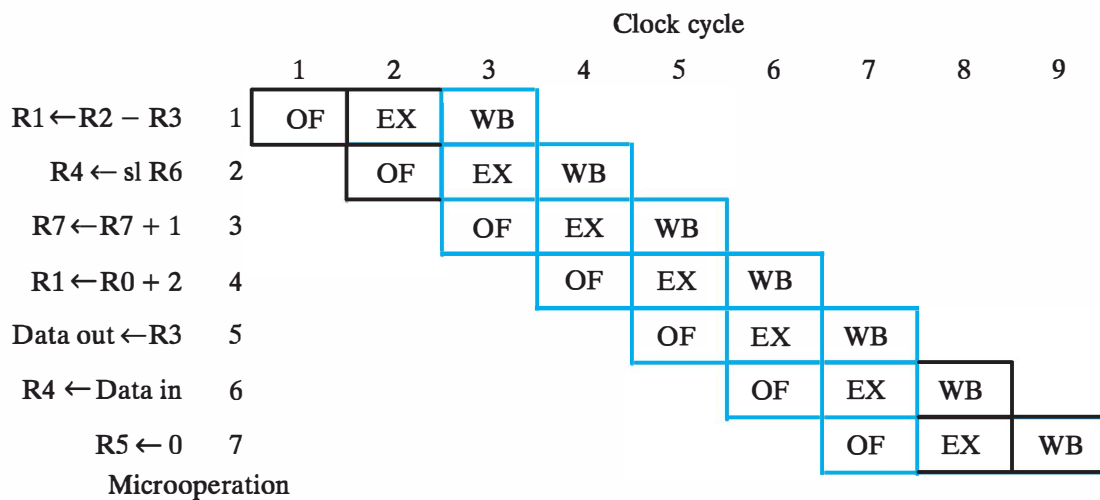 Clock cycle
1 2 3 4 5 6 7 8 9
R1←R2 − R3 1 OF EX WB
R4← sl R6 2 OF EX WB
R7←R7 + 1 3 OF EX WB
R1←R0 + 2 4 OF EX WB
Data out ←R3 5 OF EX WB
R4 ← Data in 6 OF EX WB
R5 ← 0 7 OF EX WB
Microoperation